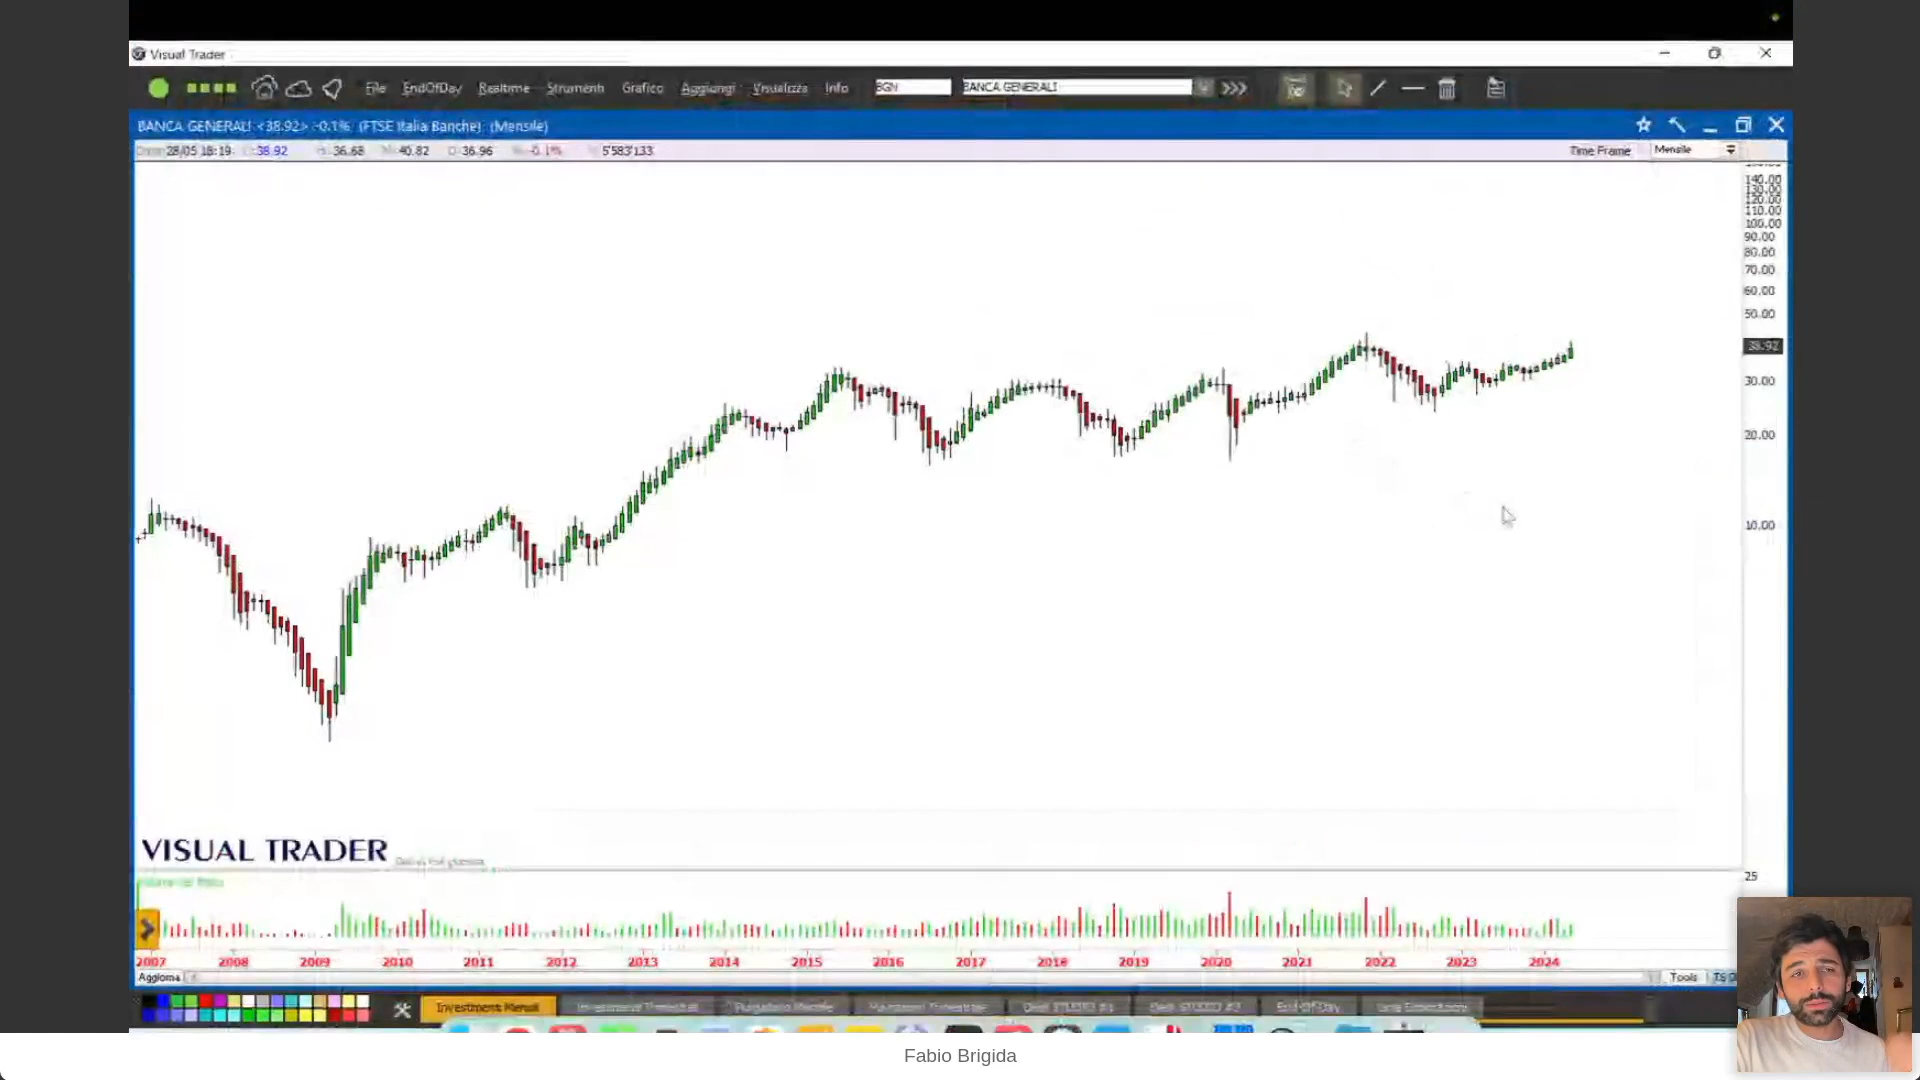 Visual Trader
File EndOfDay Realtime Strumenti Grafico Aggiungi Visualizza Info BGN BANCA GENERALI
BANCA GENERALI <38.92> -0.1% (FTSE Italia Banche) (Mensile)
28/05 18:19 38.92 36.68 40.82 36.96 -0.1% 5'583'133 Time Frame Mensile
140.00
130.00
120.00
110.00
100.00
90.00
80.00
70.00
60.00
50.00
38.92
30.00
20.00
10.00
VISUAL TRADER
25
2007 2008 2009 2010 2011 2012 2013 2014 2015 2016 2017 2018 2019 2020 2021 2022 2023 2024
Aggiorna Tools
Investment Mensili End-Of-Day
Fabio Brigida